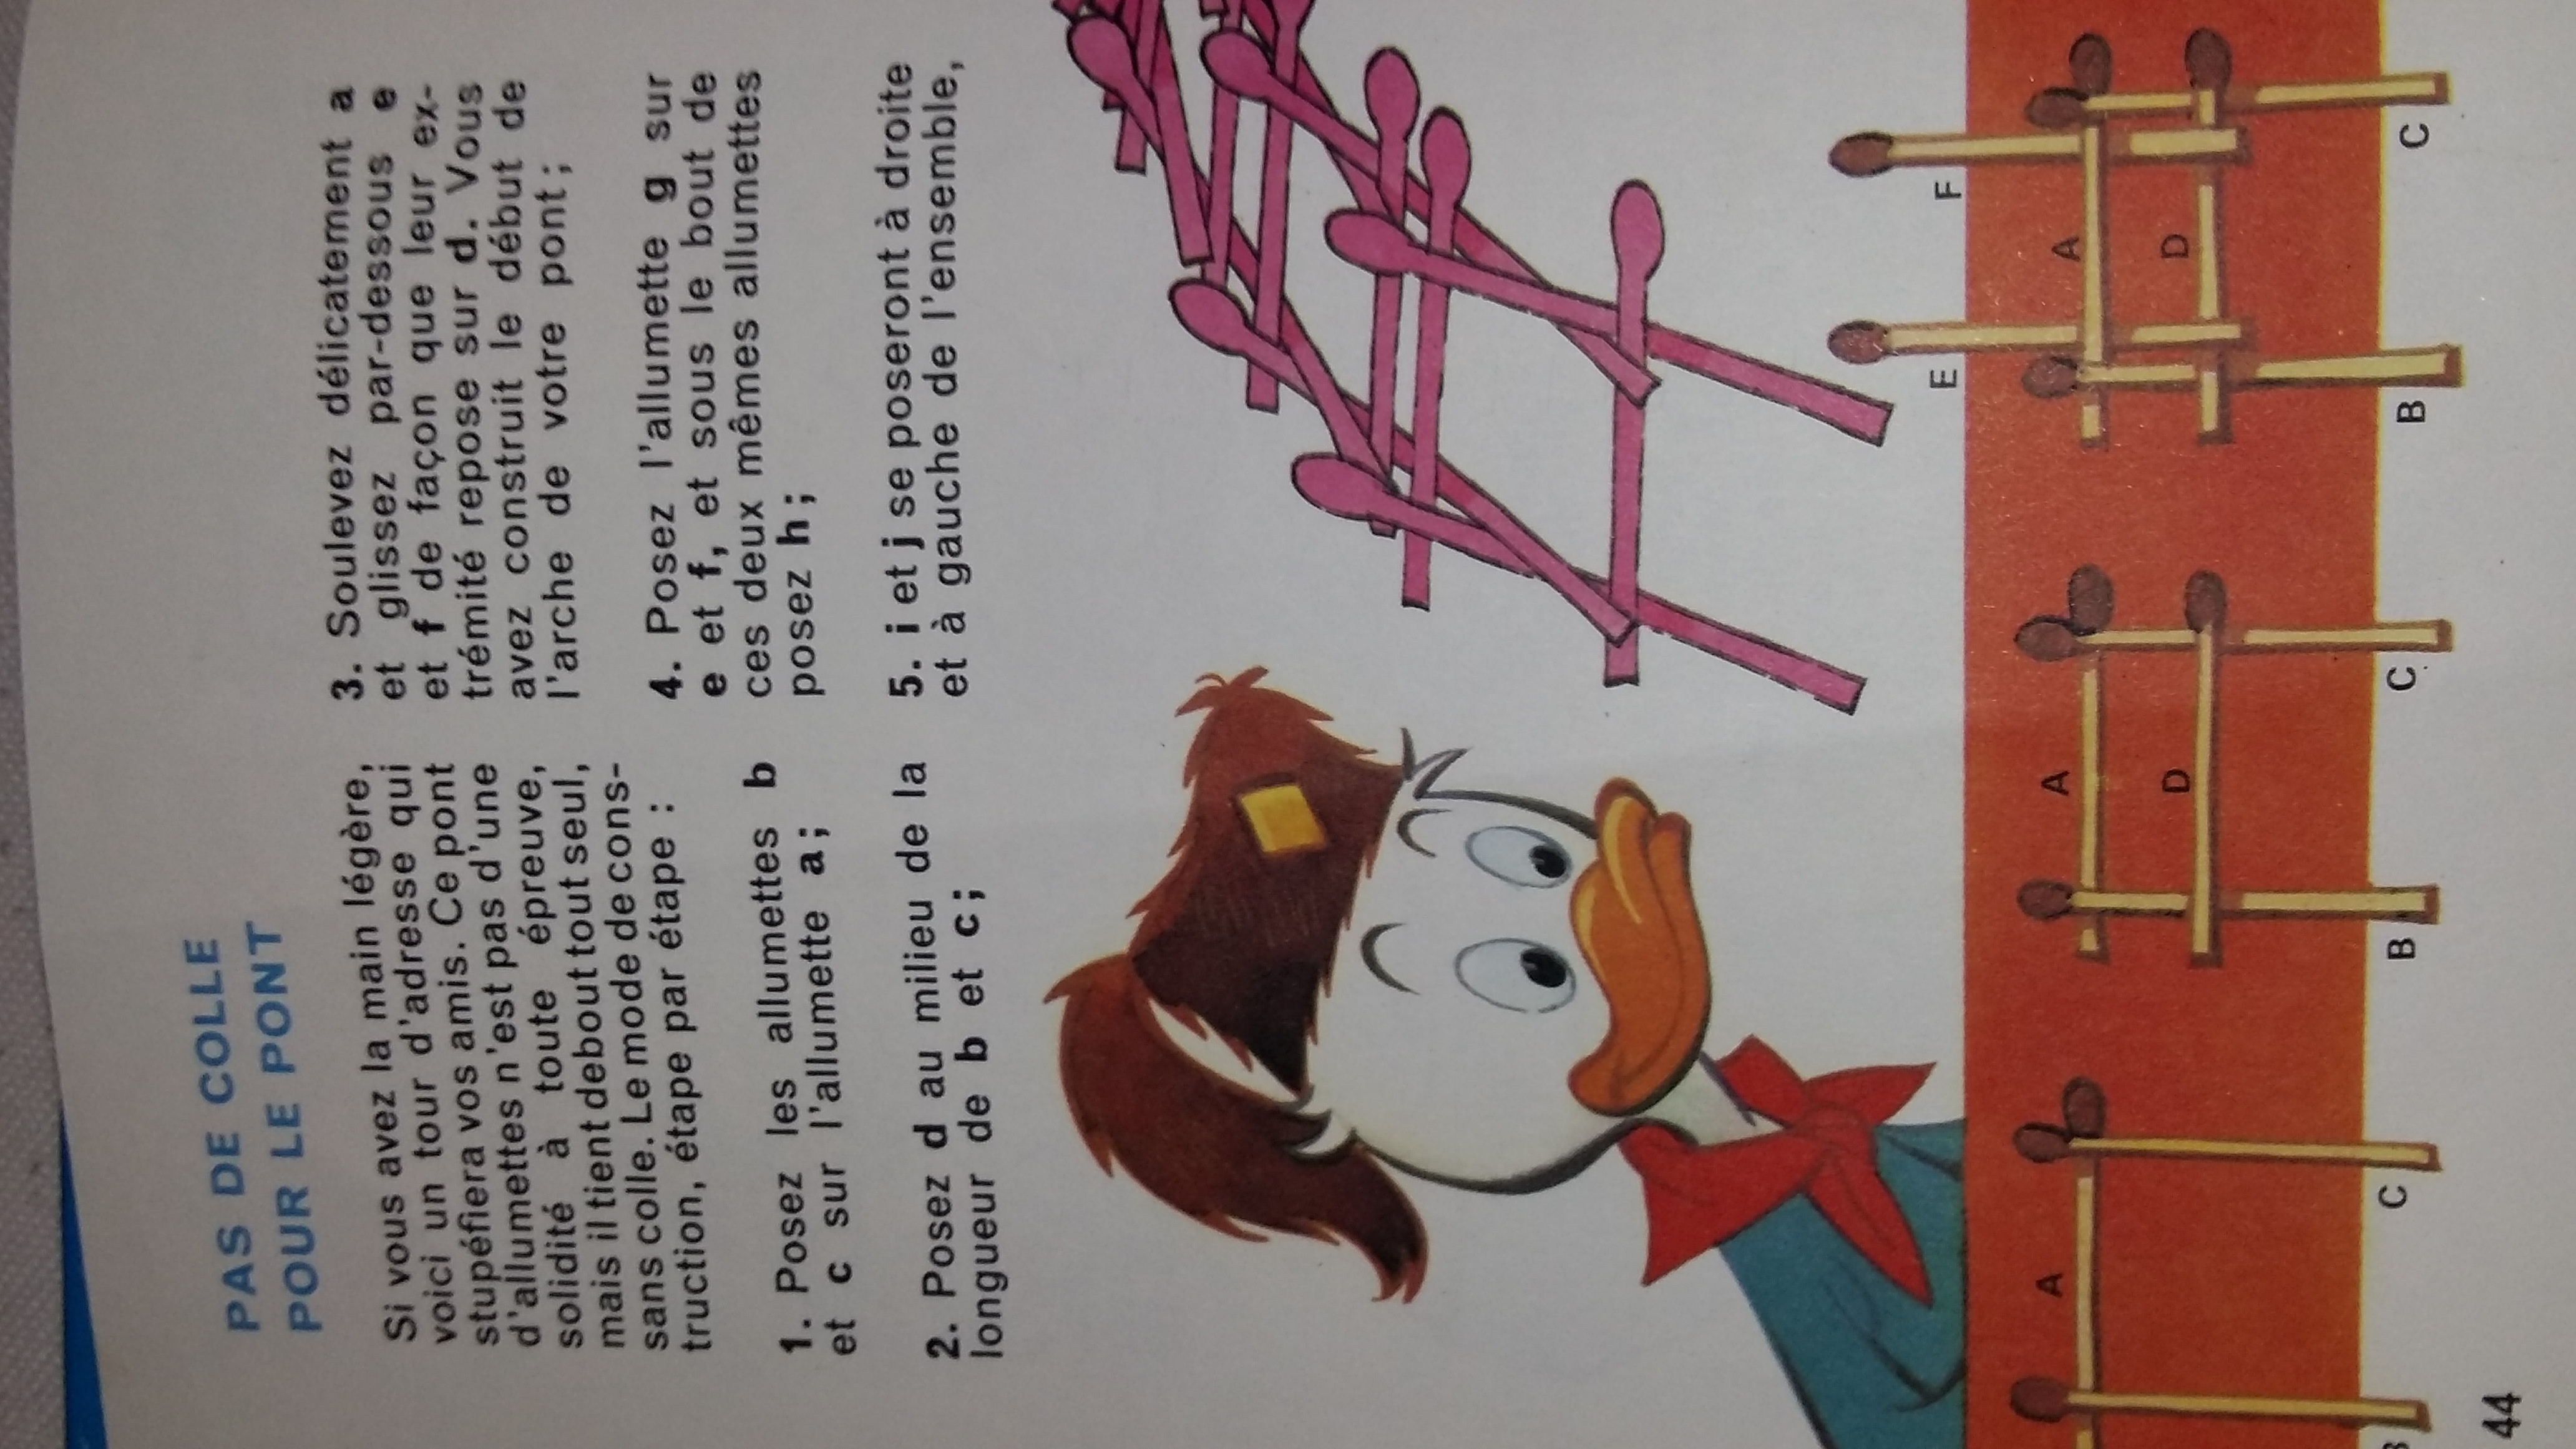 PAS DE COLLE
POUR LE PONT
Si vous avez la main légère,
voici un tour d'adresse qui
stupéfiera vos amis. Ce pont
d'allumettes n'est pas d'une
solidité à toute épreuve,
mais il tient debout tout seul,
sans colle. Le mode de cons-
truction, étape par étape :
1. Posez les allumettes b
et c sur l'allumette a;
2. Posez d au milieu de la
longueur de b et c;
3. Soulevez délicatement a
et glissez par-dessous e
et f de façon que leur ex-
trémité repose sur d. Vous
avez construit le début de
l'arche de votre pont;
4. Posez l'allumette g sur
e et f, et sous le bout de
ces deux mêmes allumettes
posez h;
5. i et j se poseront à droite
et à gauche de l'ensemble,
E F
A
A
A
D
D
B C
B C
B C
44